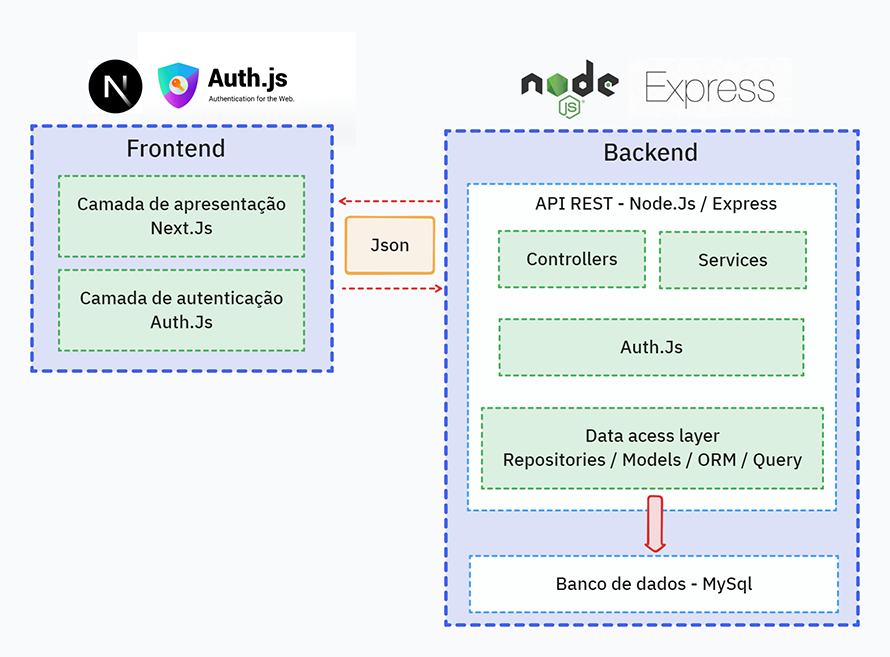 N
Auth.js
Authentication for the Web.
node
JS
Express
Frontend
Camada de apresentação
Next.Js
Camada de autenticação
Auth.Js
Json
Backend
API REST - Node.Js / Express
Controllers
Services
Auth.Js
Data acess layer
Repositories / Models / ORM / Query
Banco de dados - MySql